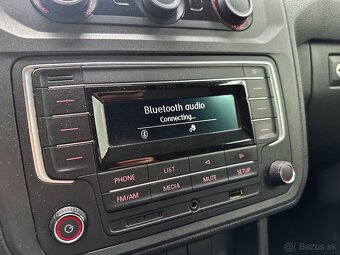 Bluetooth audio
Connecting...
PHONE LIST SETUP
FM/AM MEDIA MUTE
bazos.sk